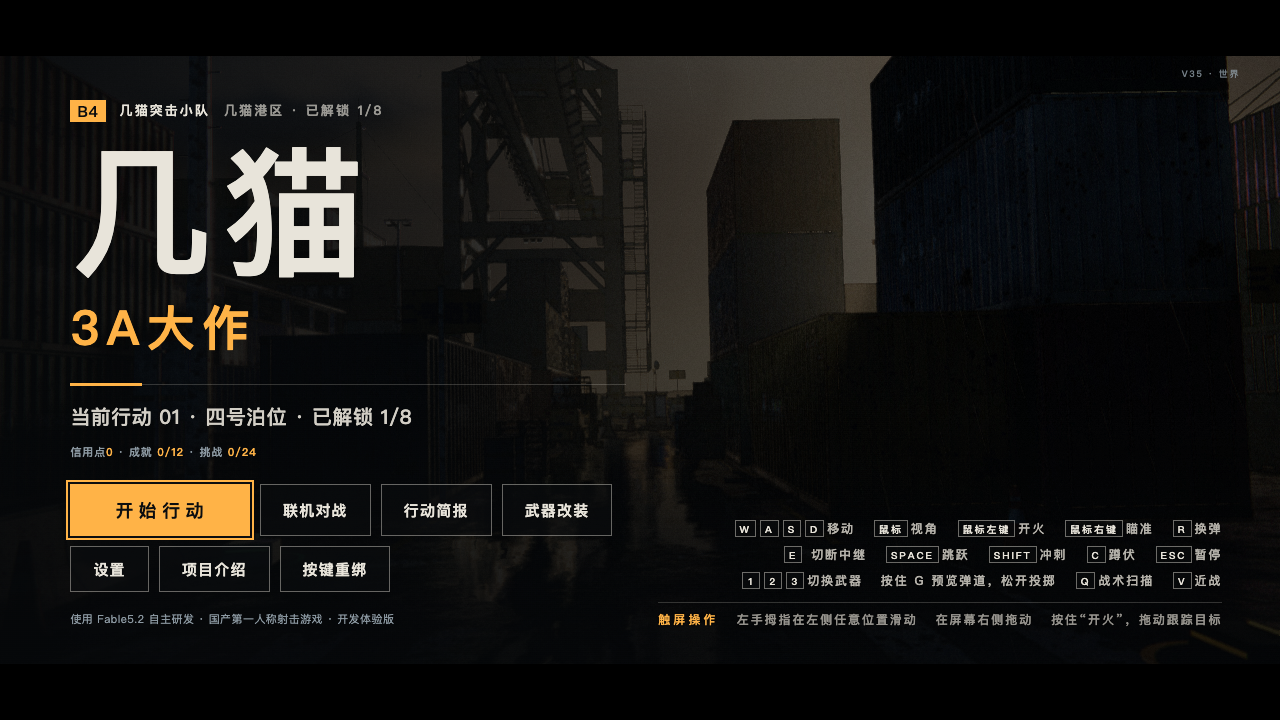 V35 · 世界
B4 几猫突击小队 几猫港区 · 已解锁 1/8
几猫
3A大作
当前行动 01 · 四号泊位 · 已解锁 1/8
信用点0 · 成就 0/12 · 挑战 0/24
开始行动 联机对战 行动简报 武器改装
设置 项目介绍 按键重绑
使用 Fable5.2 自主研发 · 国产第一人称射击游戏 · 开发体验版
W A S D 移动 鼠标 视角 鼠标左键 开火 鼠标右键 瞄准 R 换弹
E 切断中继 SPACE 跳跃 SHIFT 冲刺 C 蹲伏 ESC 暂停
1 2 3 切换武器 按住 G 预览弹道，松开投掷 Q 战术扫描 V 近战
触屏操作 左手拇指在左侧任意位置滑动 在屏幕右侧拖动 按住“开火”，拖动跟踪目标